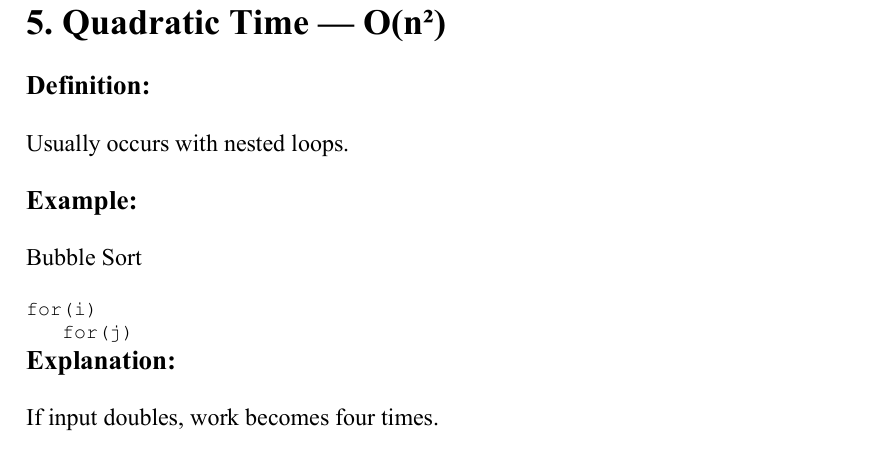 5. Quadratic Time — O(n²)
Definition:
Usually occurs with nested loops.
Example:
Bubble Sort
for(i)
   for(j)
Explanation:
If input doubles, work becomes four times.